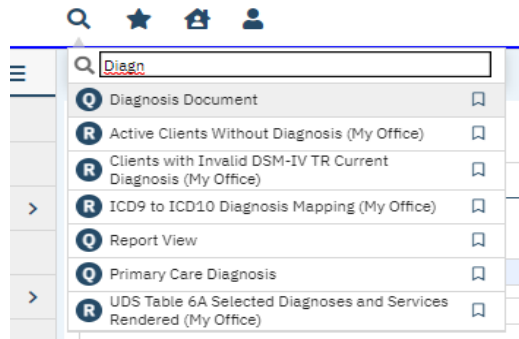 Diagn
Q Diagnosis Document
R Active Clients Without Diagnosis (My Office)
R Clients with Invalid DSM-IV TR Current
Diagnosis (My Office)
R ICD9 to ICD10 Diagnosis Mapping (My Office)
Q Report View
Q Primary Care Diagnosis
R UDS Table 6A Selected Diagnoses and Services
Rendered (My Office)